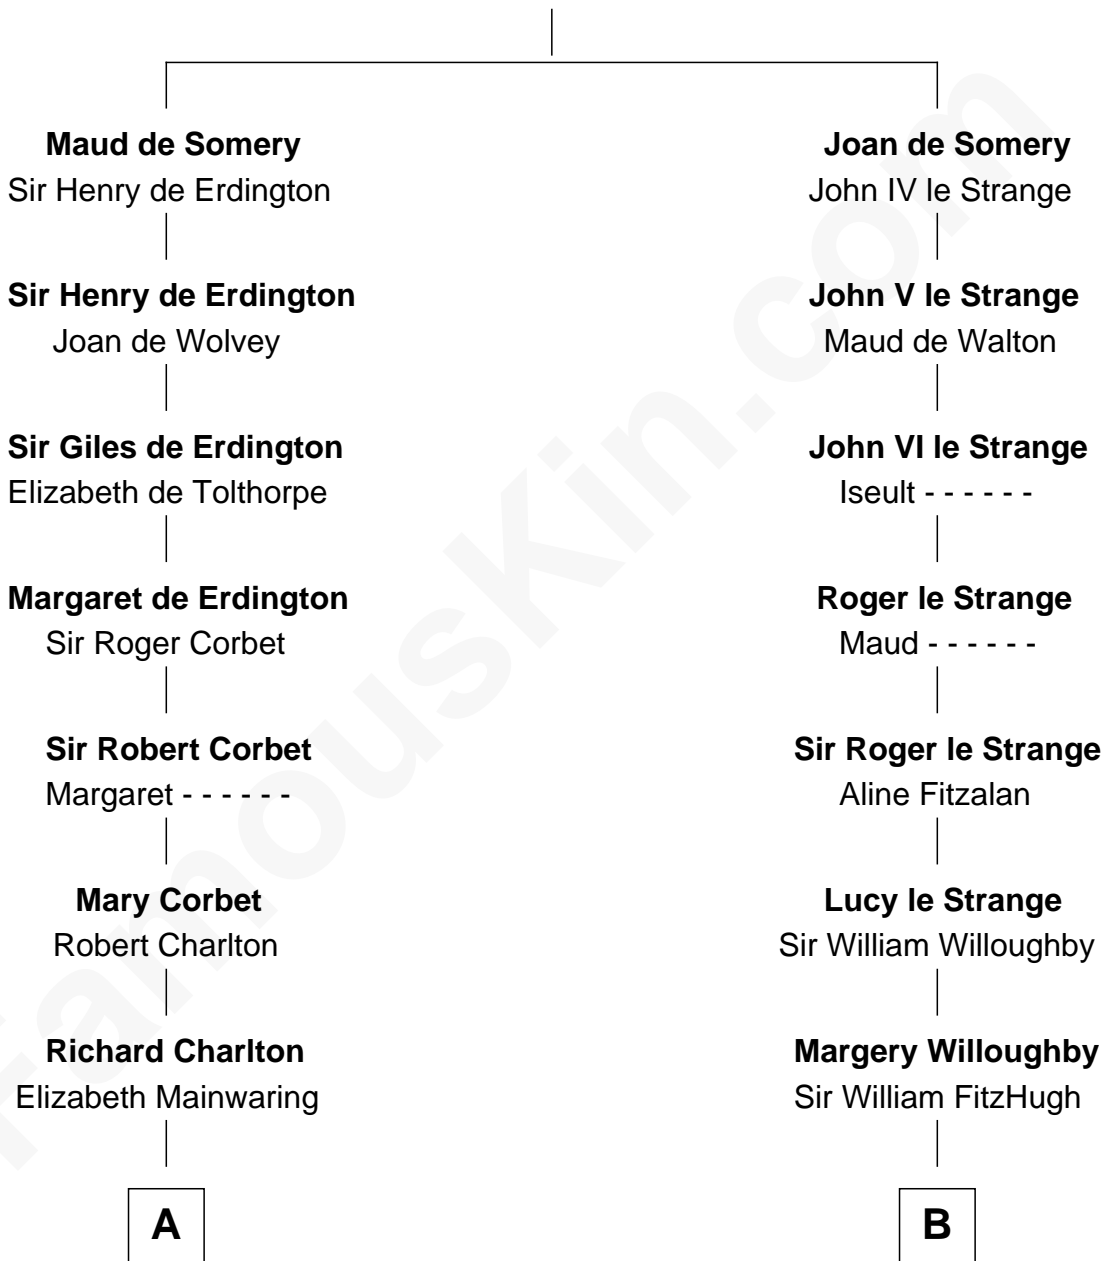 Maud de Somery
Sir Henry de Erdington
Sir Henry de Erdington
Joan de Wolvey
Sir Giles de Erdington
Elizabeth de Tolthorpe
Margaret de Erdington
Sir Roger Corbet
Sir Robert Corbet
Margaret - - - - - -
Mary Corbet
Robert Charlton
Richard Charlton
Elizabeth Mainwaring
A
Joan de Somery
John IV le Strange
John V le Strange
Maud de Walton
John VI le Strange
Iseult - - - - - -
Roger le Strange
Maud - - - - - -
Sir Roger le Strange
Aline Fitzalan
Lucy le Strange
Sir William Willoughby
Margery Willoughby
Sir William FitzHugh
B
FamousKin.com